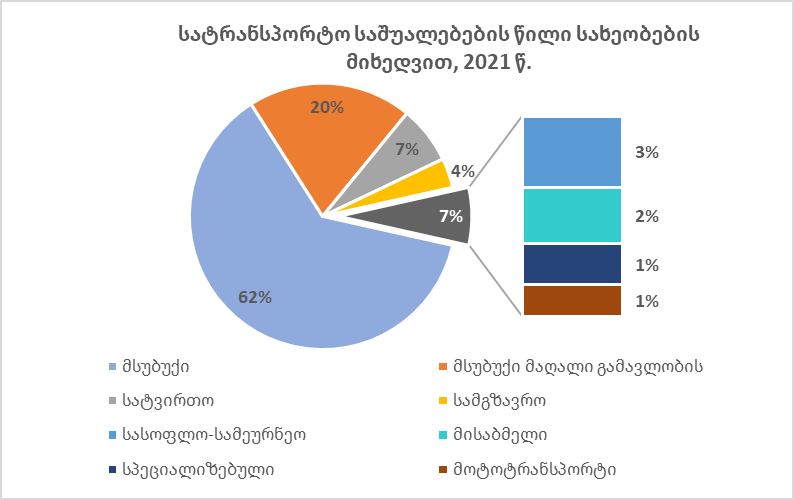 სატრანსპორტო საშუალებების წილი სახეობების
მიხედვით, 2021 წ.
20%
7%
4%
7%
62%
3%
2%
1%
1%
მსუბუქი
მსუბუქი მაღალი გამავლობის
სატვირთო
სამგზავრო
სასოფლო-სამეურნეო
მისაბმელი
სპეციალიზებული
მოტოტრანსპორტი